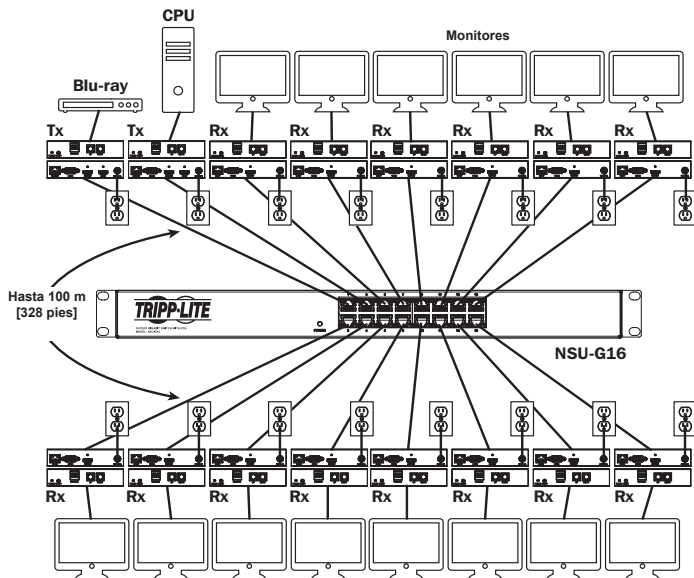 CPU
Monitores
Blu-ray
Tx
Tx
Rx
Rx
Rx
Rx
Rx
Rx
Hasta 100 m
[328 pies]
TRIPP·LITE
POWER
NSU-G16
Rx
Rx
Rx
Rx
Rx
Rx
Rx
Rx